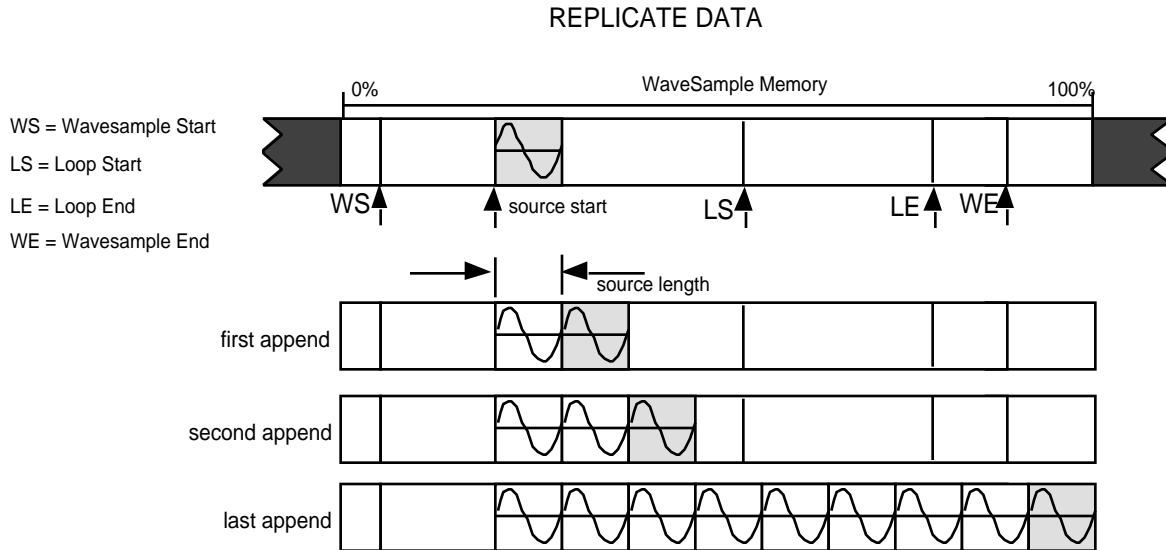 REPLICATE DATA
0% WaveSample Memory 100%
WS = Wavesample Start
LS = Loop Start
LE = Loop End
WE = Wavesample End
WS source start LS LE WE
source length
first append
second append
last append